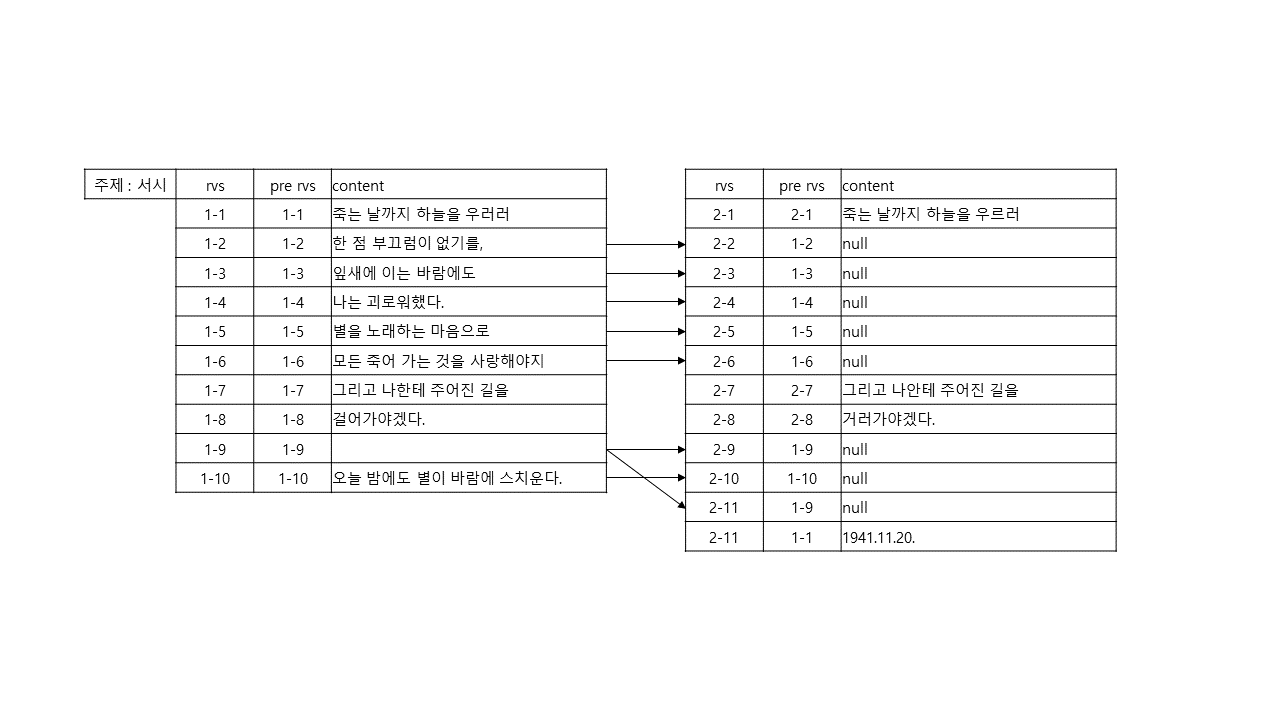 주제 : 서시 rvs pre rvs content
1-1 1-1 죽는 날까지 하늘을 우러러
1-2 1-2 한 점 부끄럼이 없기를,
1-3 1-3 잎새에 이는 바람에도
1-4 1-4 나는 괴로워했다.
1-5 1-5 별을 노래하는 마음으로
1-6 1-6 모든 죽어 가는 것을 사랑해야지
1-7 1-7 그리고 나한테 주어진 길을
1-8 1-8 걸어가야겠다.
1-9 1-9
1-10 1-10 오늘 밤에도 별이 바람에 스치운다.
rvs pre rvs content
2-1 2-1 죽는 날까지 하늘을 우르러
2-2 1-2 null
2-3 1-3 null
2-4 1-4 null
2-5 1-5 null
2-6 1-6 null
2-7 2-7 그리고 나안테 주어진 길을
2-8 2-8 거러가야겠다.
2-9 1-9 null
2-10 1-10 null
2-11 1-9 null
2-11 1-1 1941.11.20.